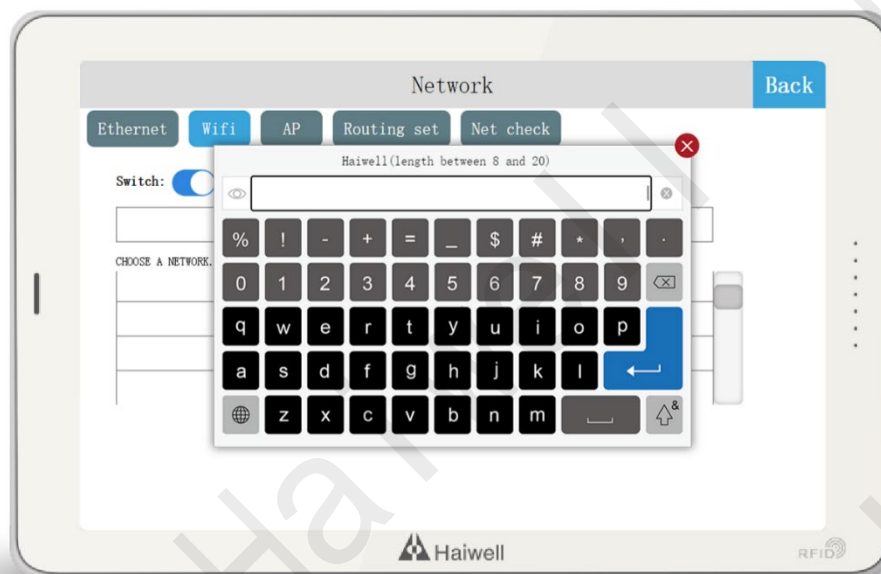 Network
Back
Ethernet Wifi AP Routing set Net check
Haiwell(length between 8 and 20)
Switch:
% ! - + = _ $ # * , .
CHOOSE A NETWORK.
0 1 2 3 4 5 6 7 8 9
q w e r t y u i o p
a s d f g h j k l
z x c v b n m &
Haiwell
RFID
Haiwell